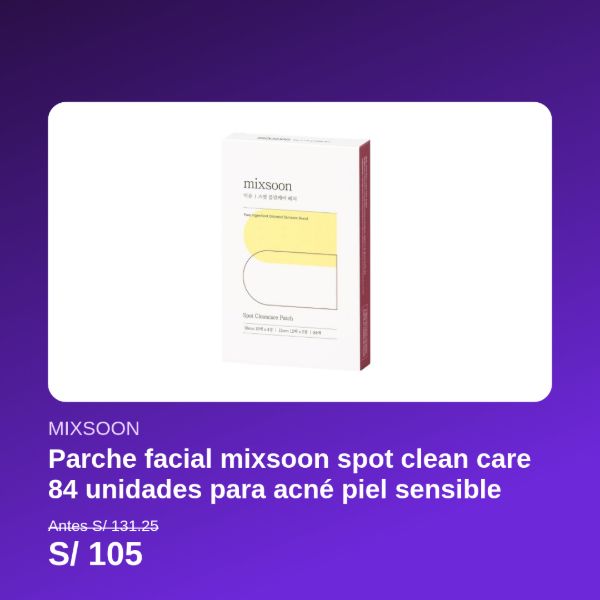 mixsoon
Spot Cleancare Patch
MIXSOON
Parche facial mixsoon spot clean care
84 unidades para acné piel sensible
Antes S/ 131.25
S/ 105